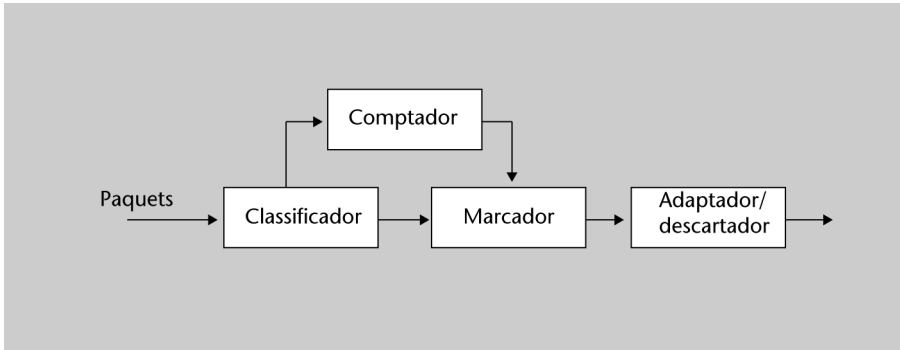 Comptador
Paquets
Classificador
Marcador
Adaptador/
descartador